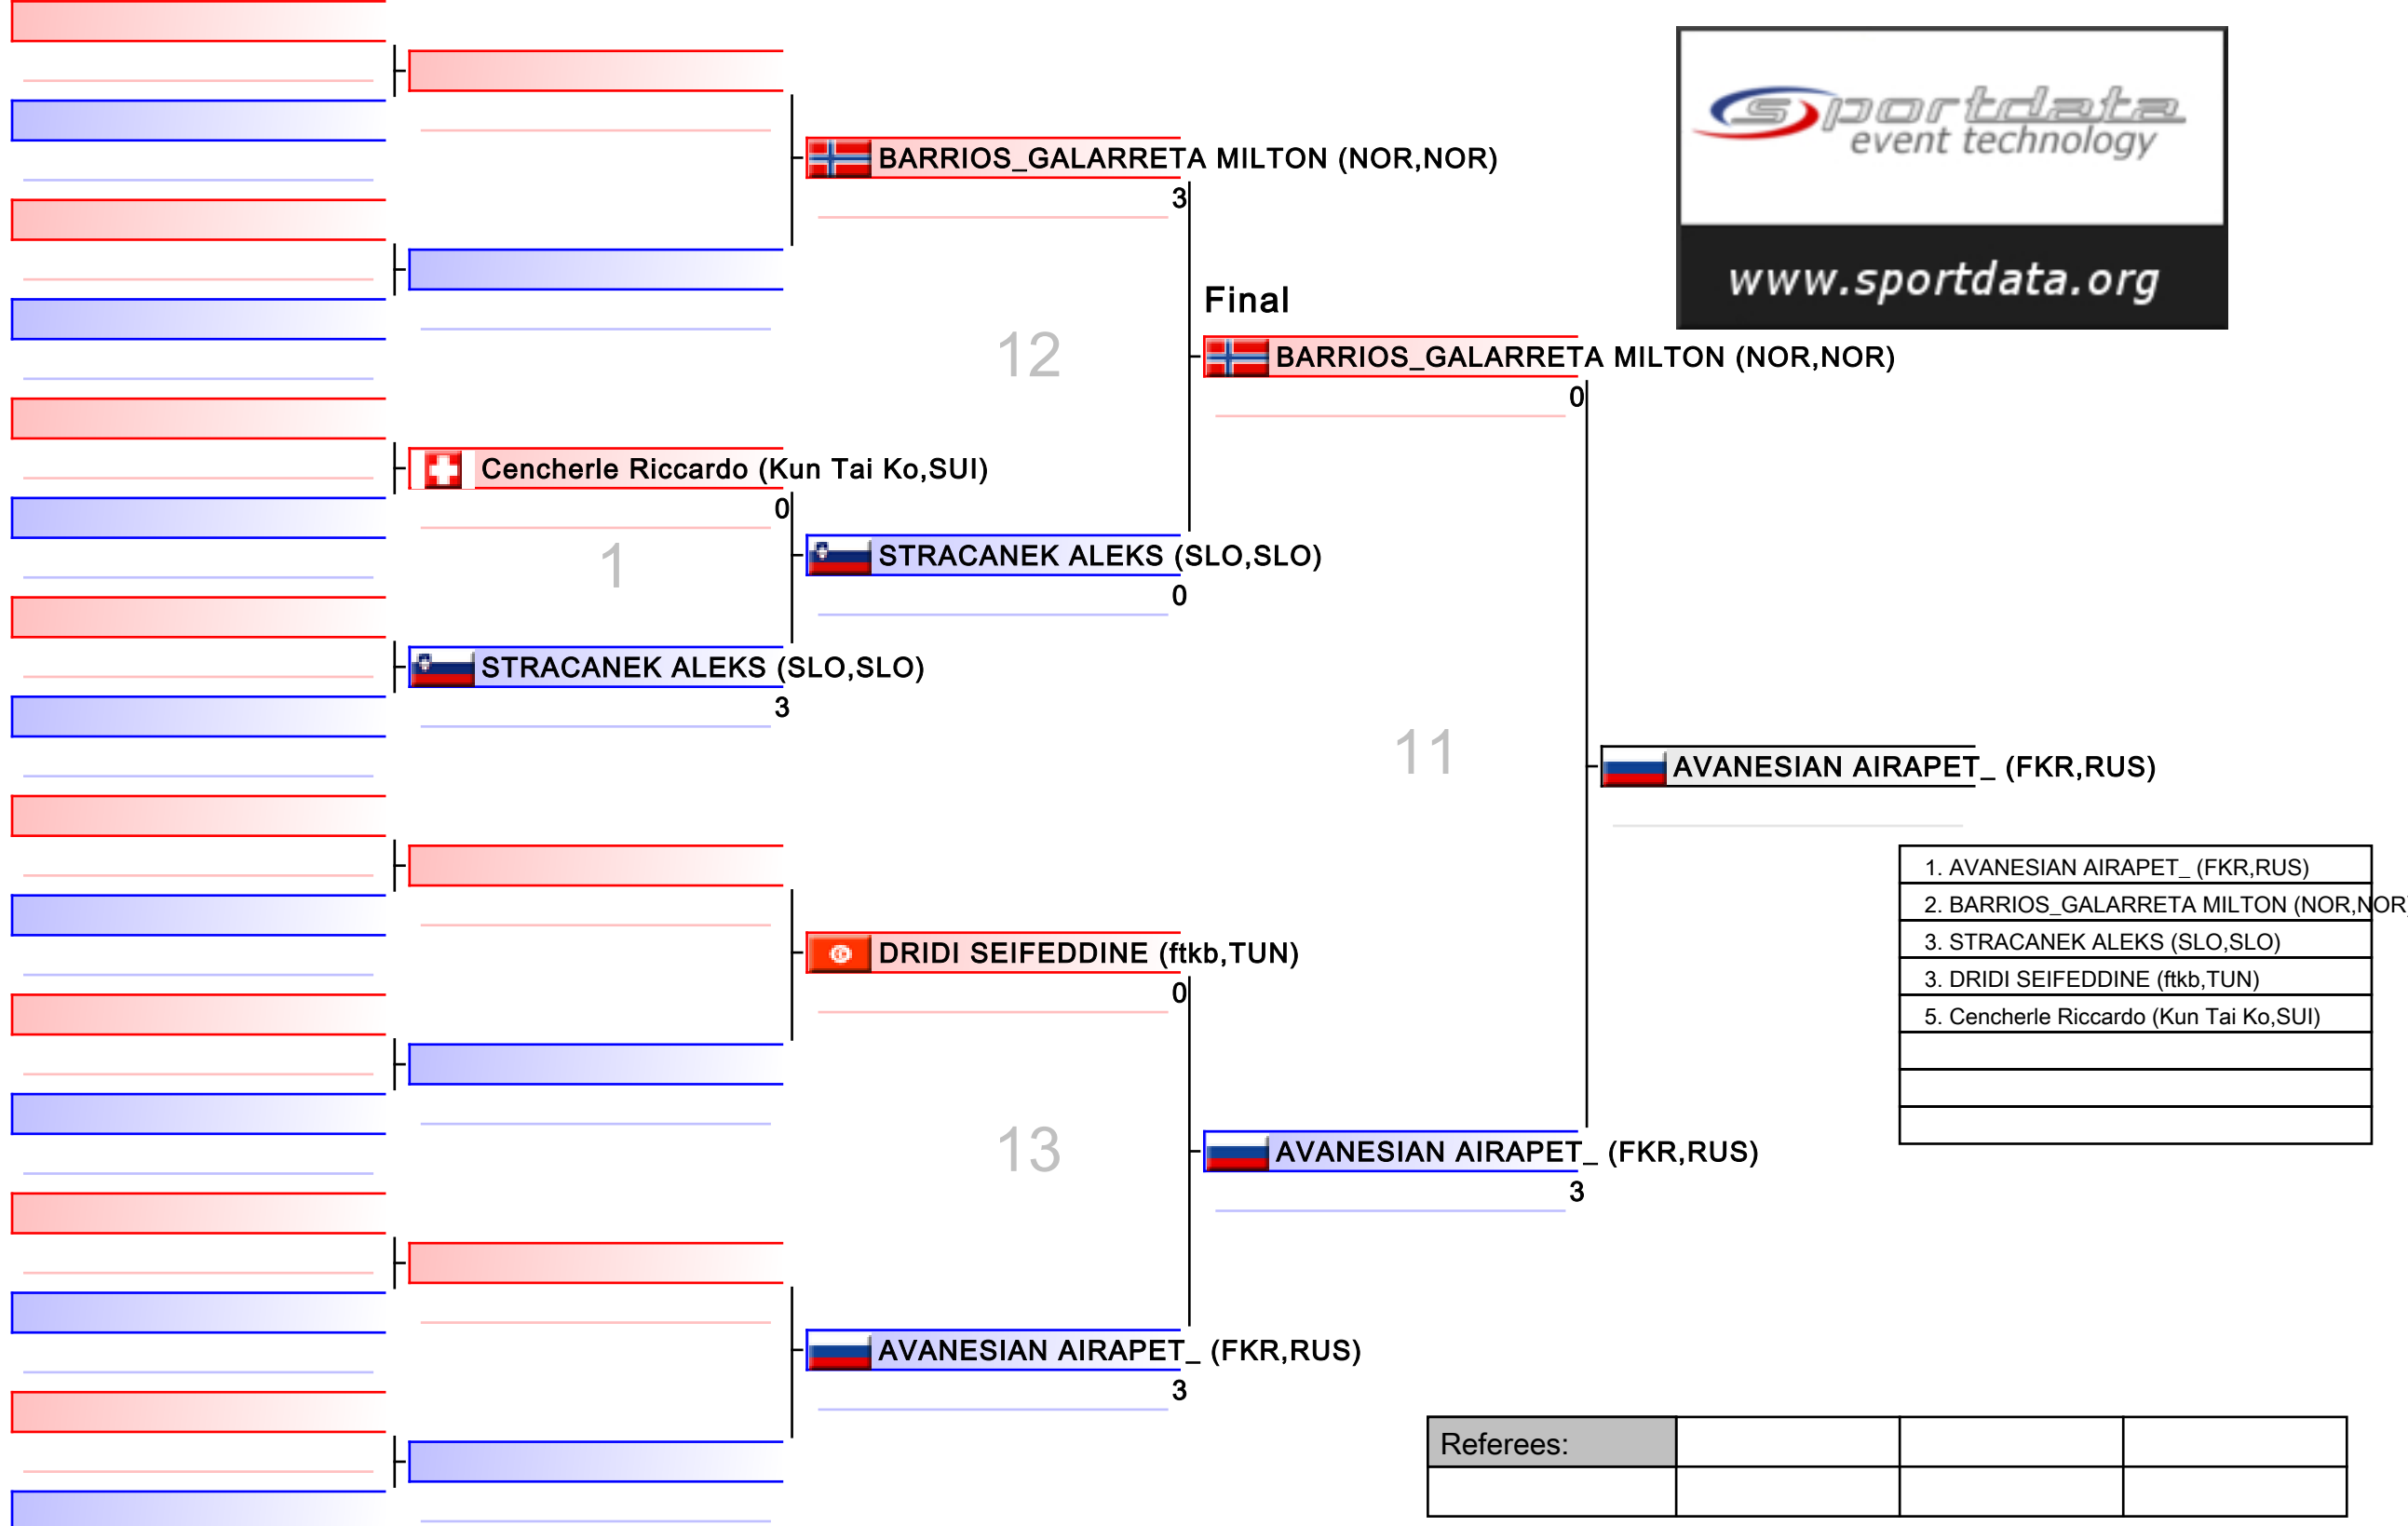 sportdata
event technology
www.sportdata.org
BARRIOS_GALARRETA MILTON (NOR,NOR)
3
12
Final
BARRIOS_GALARRETA MILTON (NOR,NOR)
0
Cencherle Riccardo (Kun Tai Ko,SUI)
0
1
STRACANEK ALEKS (SLO,SLO)
0
STRACANEK ALEKS (SLO,SLO)
3
11
AVANESIAN AIRAPET_ (FKR,RUS)
1. AVANESIAN AIRAPET_ (FKR,RUS)
2. BARRIOS_GALARRETA MILTON (NOR,NOR)
3. STRACANEK ALEKS (SLO,SLO)
3. DRIDI SEIFEDDINE (ftkb,TUN)
5. Cencherle Riccardo (Kun Tai Ko,SUI)
DRIDI SEIFEDDINE (ftkb,TUN)
0
13
AVANESIAN AIRAPET_ (FKR,RUS)
3
AVANESIAN AIRAPET_ (FKR,RUS)
3
Referees: